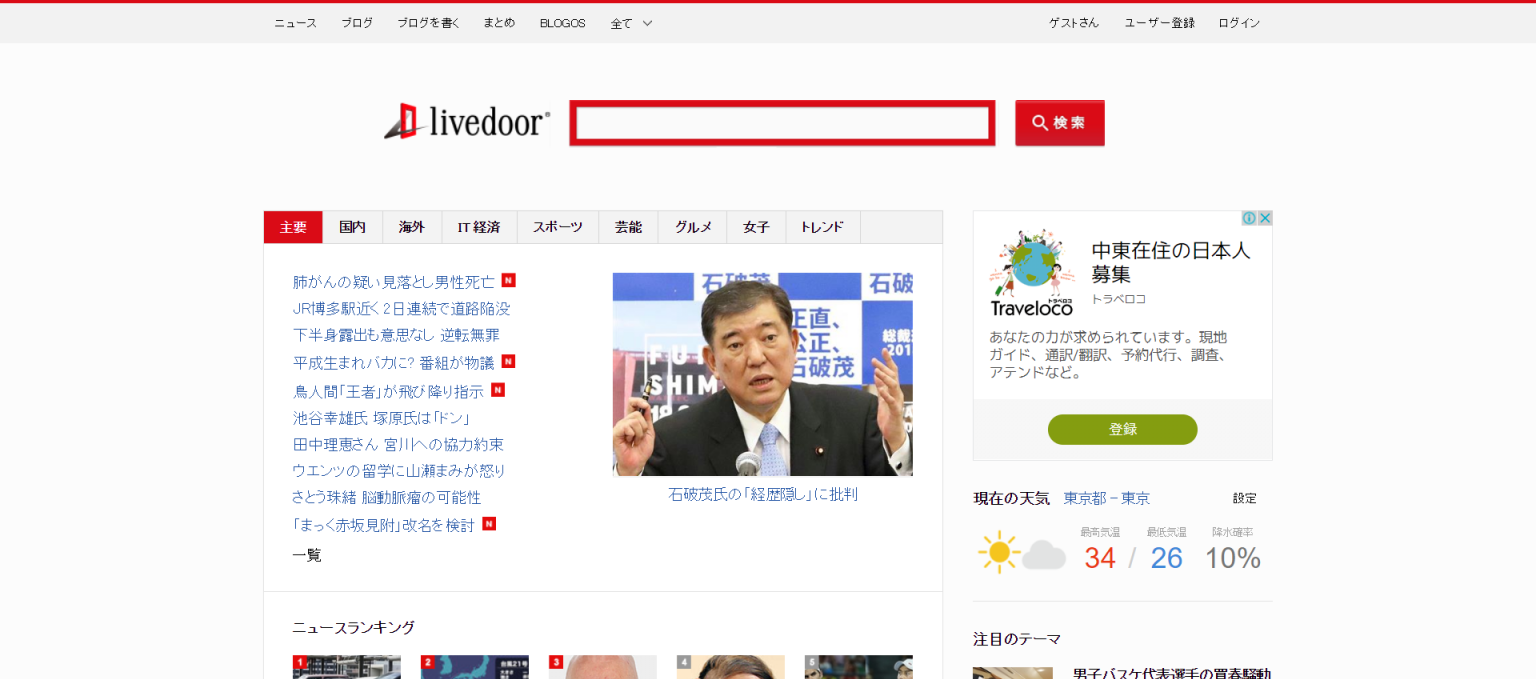 ニュース ブログ ブログを書く まとめ BLOGOS 全て ゲストさん ユーザー登録 ログイン
livedoor 検索
主要 国内 海外 IT 経済 スポーツ 芸能 グルメ 女子 トレンド
肺がんの疑い見落とし男性死亡 N
JR博多駅近く 2日連続で道路陥没
下半身露出も意思なし 逆転無罪
平成生まれバカに? 番組が物議 N
鳥人間「王者」が飛び降り指示 N
池谷幸雄氏 塚原氏は「ドン」
田中理恵さん 宮川への協力約束
ウエンツの留学に山瀬まみが怒り
さとう珠緒 脳動脈瘤の可能性
「まっく赤坂見附」改名を検討 N
一覧
石破茂
石破
正直、
公正、
石破茂
石破茂氏の「経歴隠し」に批判
中東在住の日本人
募集
トラベロコ
トラベロコ
Traveloco
あなたの力が求められています。現地
ガイド、通訳/翻訳、予約代行、調査、
アテンドなど。
登録
現在の天気 東京都 – 東京 設定
最高気温 最低気温 降水確率
34 / 26 10%
ニュースランキング
1 2 台風21号 3 4 5
注目のテーマ
男子バスケ代表選手の買春騒動